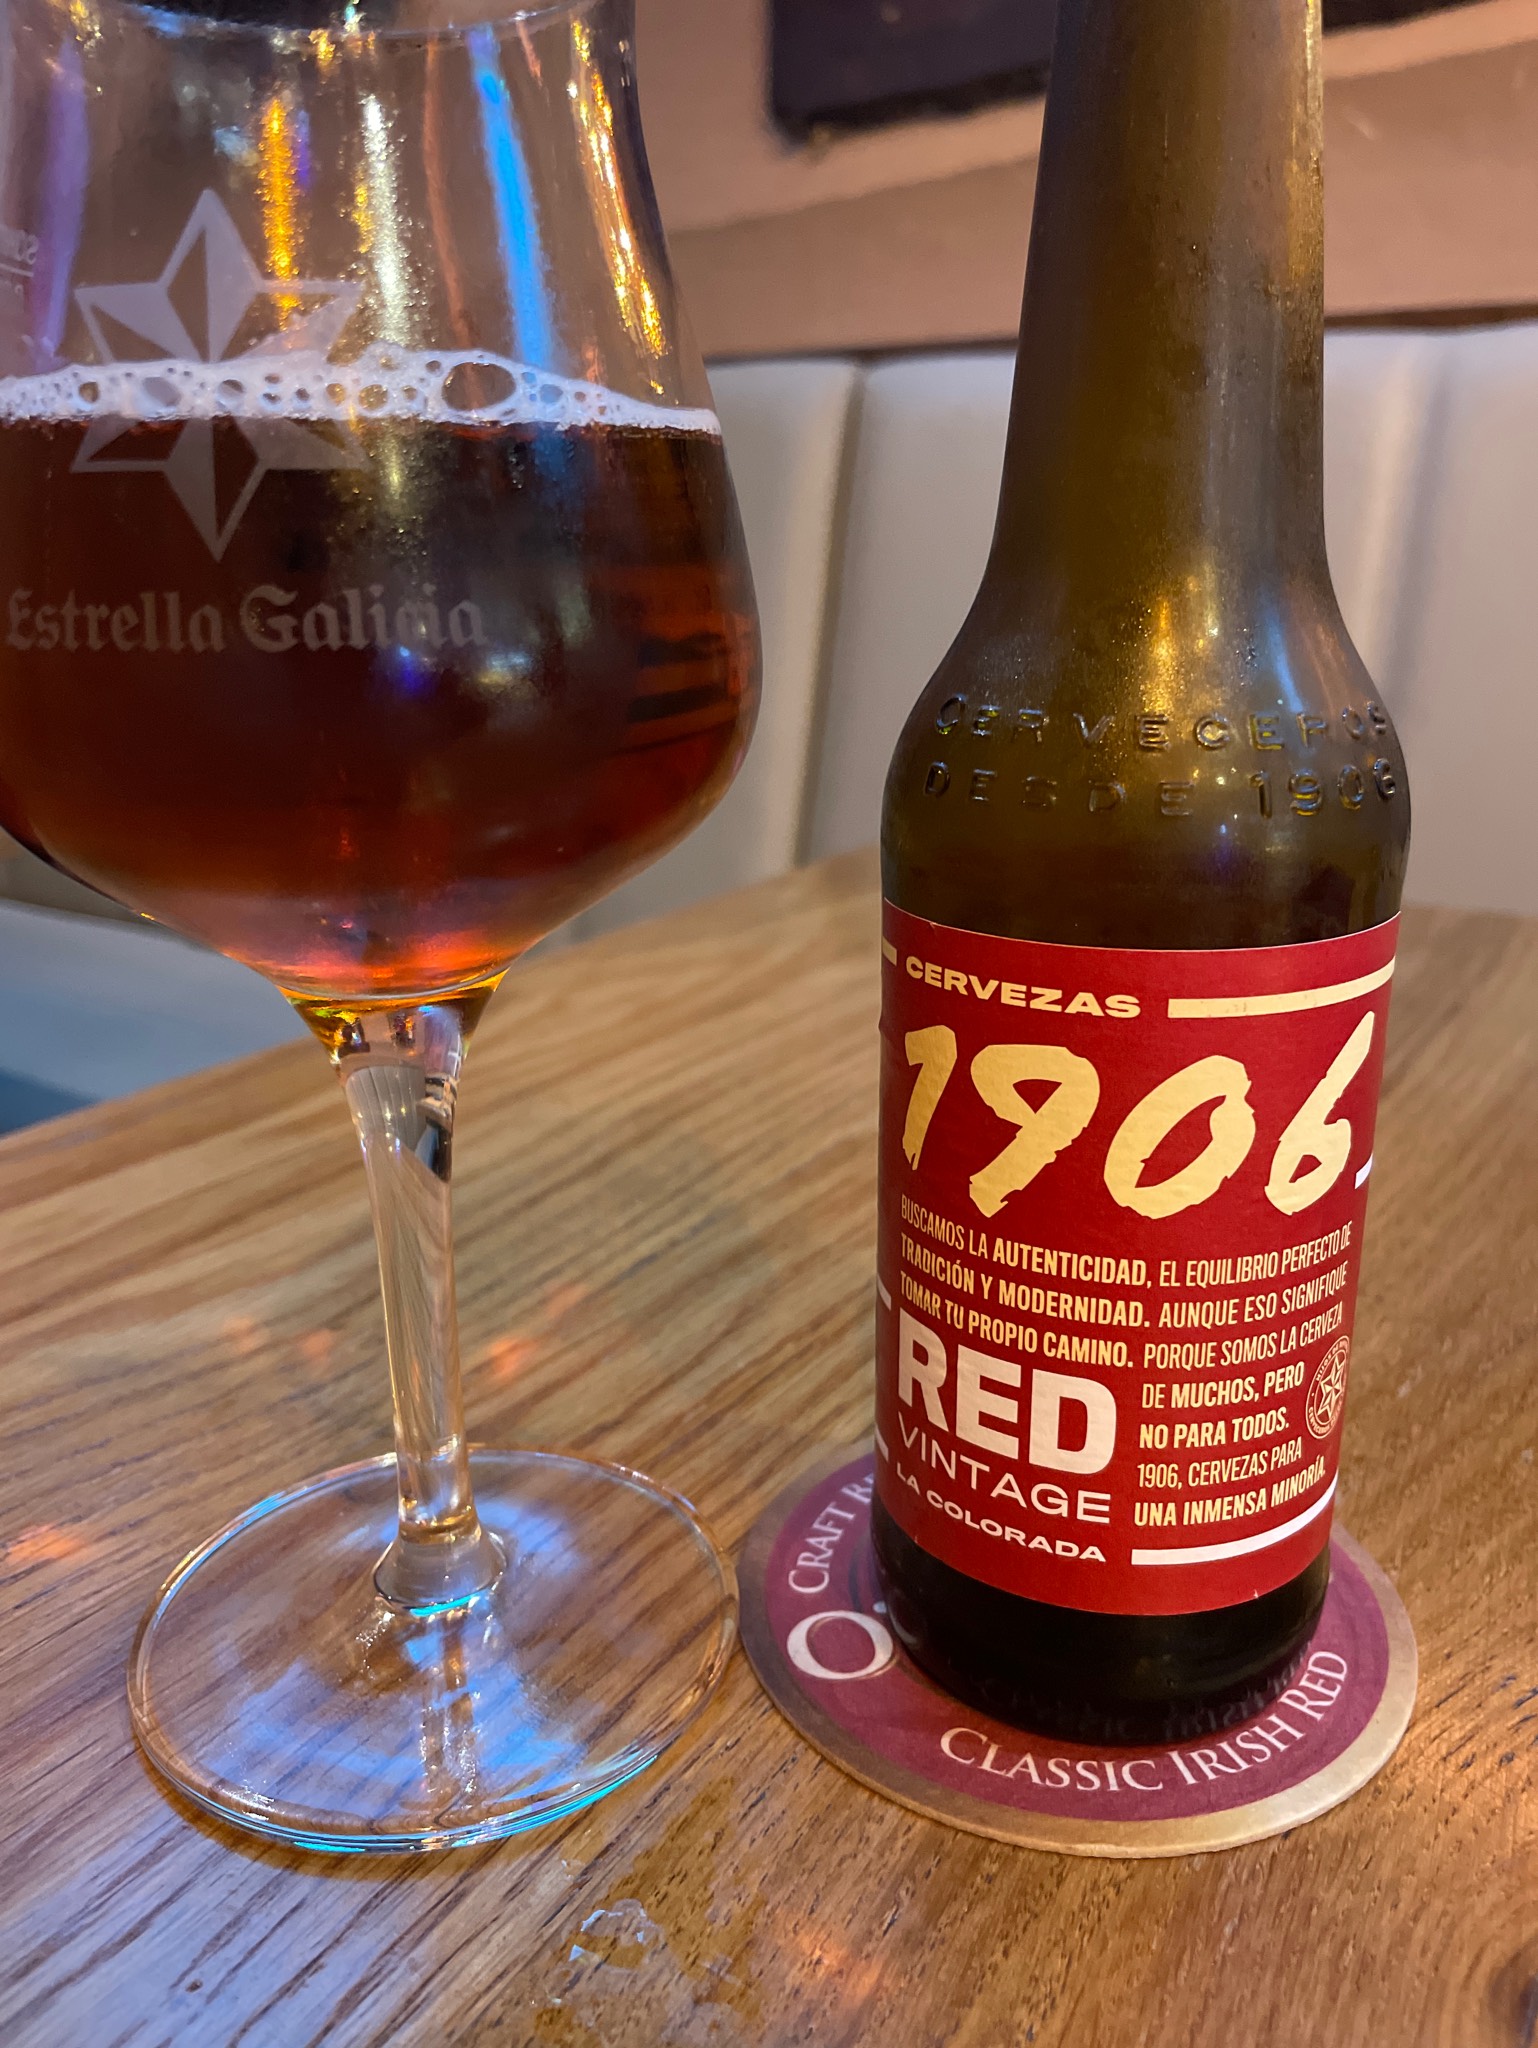 Estrella Galicia
CERVECEROS
DESDE 1906
CERVEZAS
1906
BUSCAMOS LA AUTENTICIDAD, EL EQUILIBRIO PERFECTO DE
TRADICIÓN Y MODERNIDAD. AUNQUE ESO SIGNIFIQUE
TOMAR TU PROPIO CAMINO. PORQUE SOMOS LA CERVEZA
DE MUCHOS, PERO
NO PARA TODOS.
1906, CERVEZAS PARA
UNA INMENSA MINORÍA.
RED
VINTAGE
LA COLORADA
CRAFT
CLASSIC IRISH RED